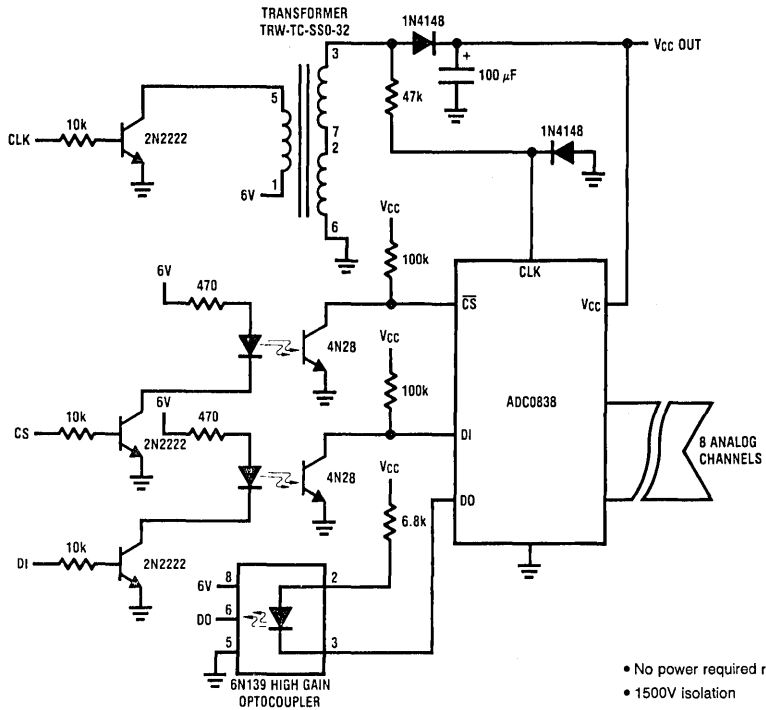 TRANSFORMER
TRW-TC-SS0-32
1N4148
3
VCC OUT
+
100 μF
5
10k
47k
CLK
2N2222
1N4148
7
2
1
6V
6
VCC
100k
CLK
6V
470
CS
VCC
4N28
VCC
100k
ADC0838
10k
6V
470
CS
2N2222
DI
8 ANALOG
CHANNELS
4N28
VCC
DO
10k
6.8k
DI
2N2222
6V
8
2
DO
6
5
3
6N139 HIGH GAIN
OPTOCOUPLER
• No power required r
• 1500V isolation